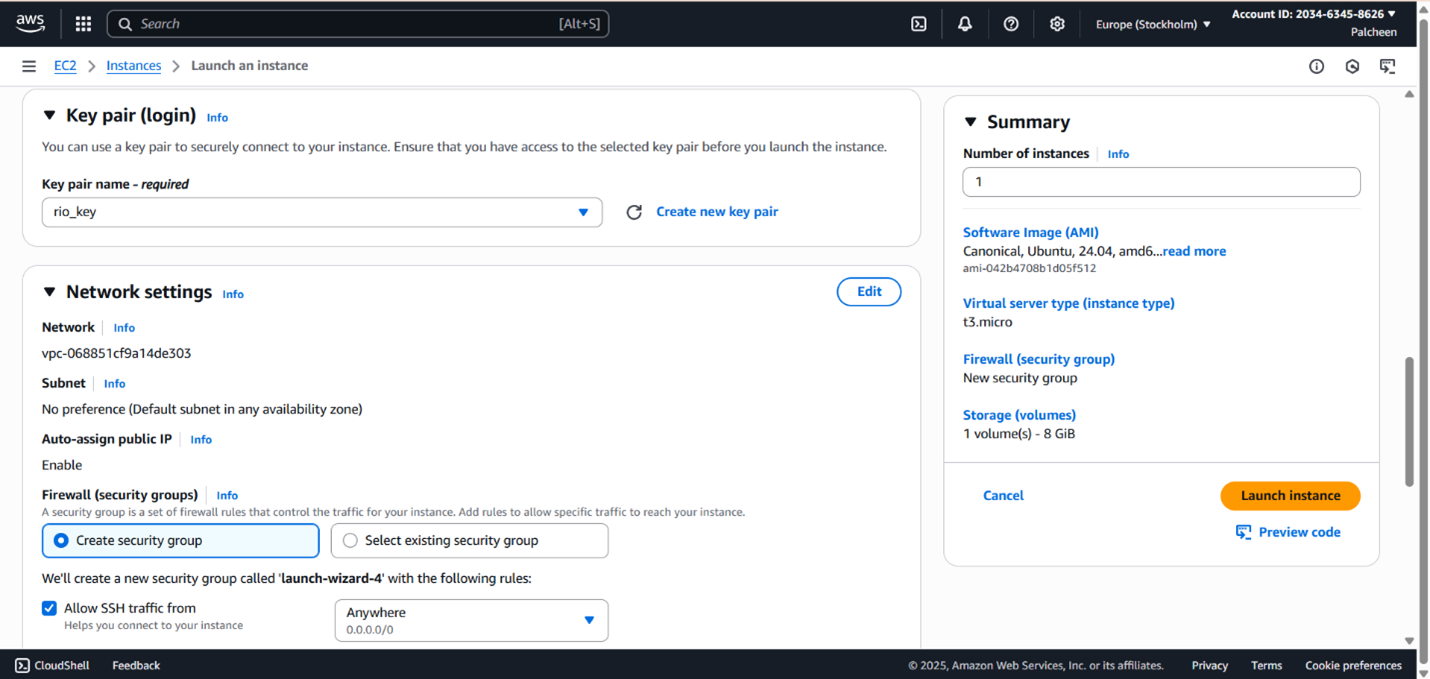 aws
Search [Alt+S]
Europe (Stockholm)
Account ID: 2034-6345-8626
Palcheen
EC2 > Instances > Launch an instance
Key pair (login) Info
You can use a key pair to securely connect to your instance. Ensure that you have access to the selected key pair before you launch the instance.
Key pair name - required
rio_key
Create new key pair
Network settings Info
Edit
Network Info
vpc-068851cf9a14de303
Subnet Info
No preference (Default subnet in any availability zone)
Auto-assign public IP Info
Enable
Firewall (security groups) Info
A security group is a set of firewall rules that control the traffic for your instance. Add rules to allow specific traffic to reach your instance.
Create security group
Select existing security group
We'll create a new security group called 'launch-wizard-4' with the following rules:
Allow SSH traffic from
Helps you connect to your instance
Anywhere
0.0.0.0/0
Summary
Number of instances Info
1
Software Image (AMI)
Canonical, Ubuntu, 24.04, amd6...read more
ami-042b4708b1d05f512
Virtual server type (instance type)
t3.micro
Firewall (security group)
New security group
Storage (volumes)
1 volume(s) - 8 GiB
Cancel
Launch instance
Preview code
CloudShell Feedback
© 2025, Amazon Web Services, Inc. or its affiliates. Privacy Terms Cookie preferences